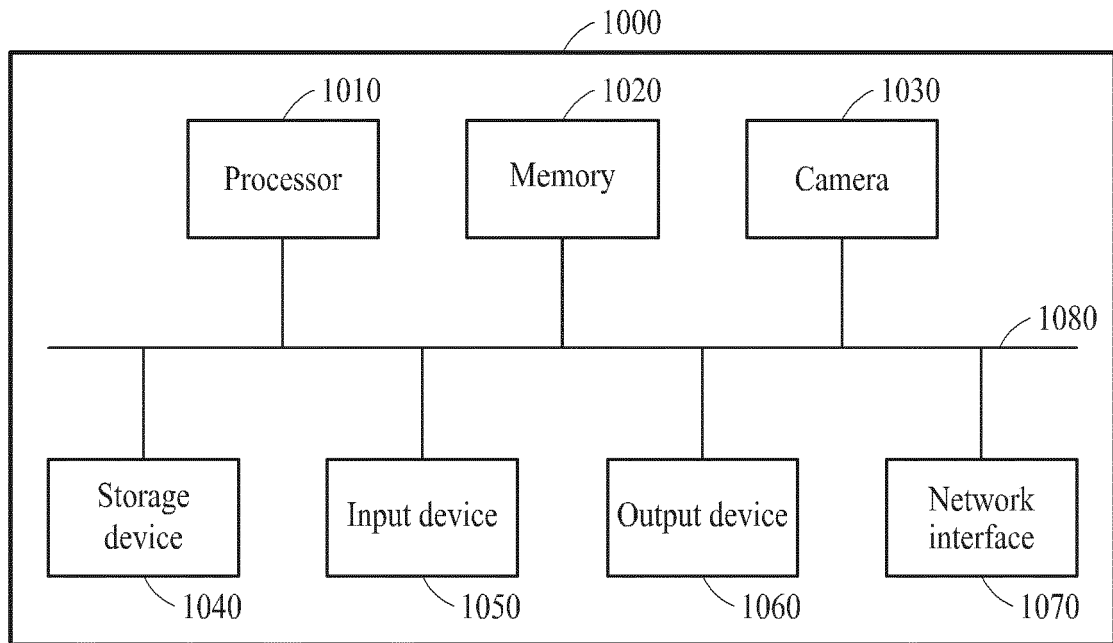 1000
1010
1020
1030
Processor
Memory
Camera
1080
Storage
device
Input device
Output device
Network
interface
1040
1050
1060
1070